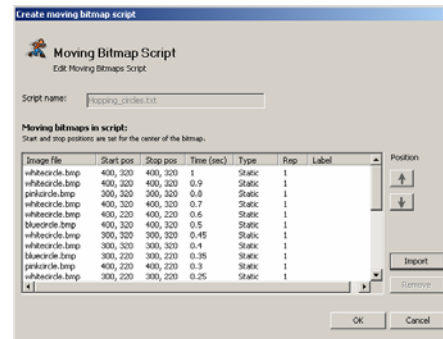 Create moving bitmap script
Moving Bitmap Script
Edit Moving Bitmaps Script
Script name: Hopping_circles.txt
Moving bitmaps in script:
Start and stop positions are set for the center of the bitmap.
Image file Start pos Stop pos Time (sec) Type Rep Label Position
whitecircle.bmp 400, 320 400, 320 1 Static 1
whitecircle.bmp 400, 320 400, 320 0.9 Static 1
pinkcircle.bmp 300, 320 300, 320 0.8 Static 1
whitecircle.bmp 400, 320 400, 320 0.7 Static 1
whitecircle.bmp 400, 220 400, 220 0.6 Static 1
bluecircle.bmp 400, 320 400, 320 0.5 Static 1
whitecircle.bmp 300, 320 300, 320 0.45 Static 1
whitecircle.bmp 300, 320 300, 320 0.4 Static 1
bluecircle.bmp 300, 220 300, 220 0.35 Static 1
pinkcircle.bmp 400, 220 400, 220 0.3 Static 1
whitecircle.bmp 300, 220 300, 220 0.25 Static 1
Import
Remove
OK Cancel